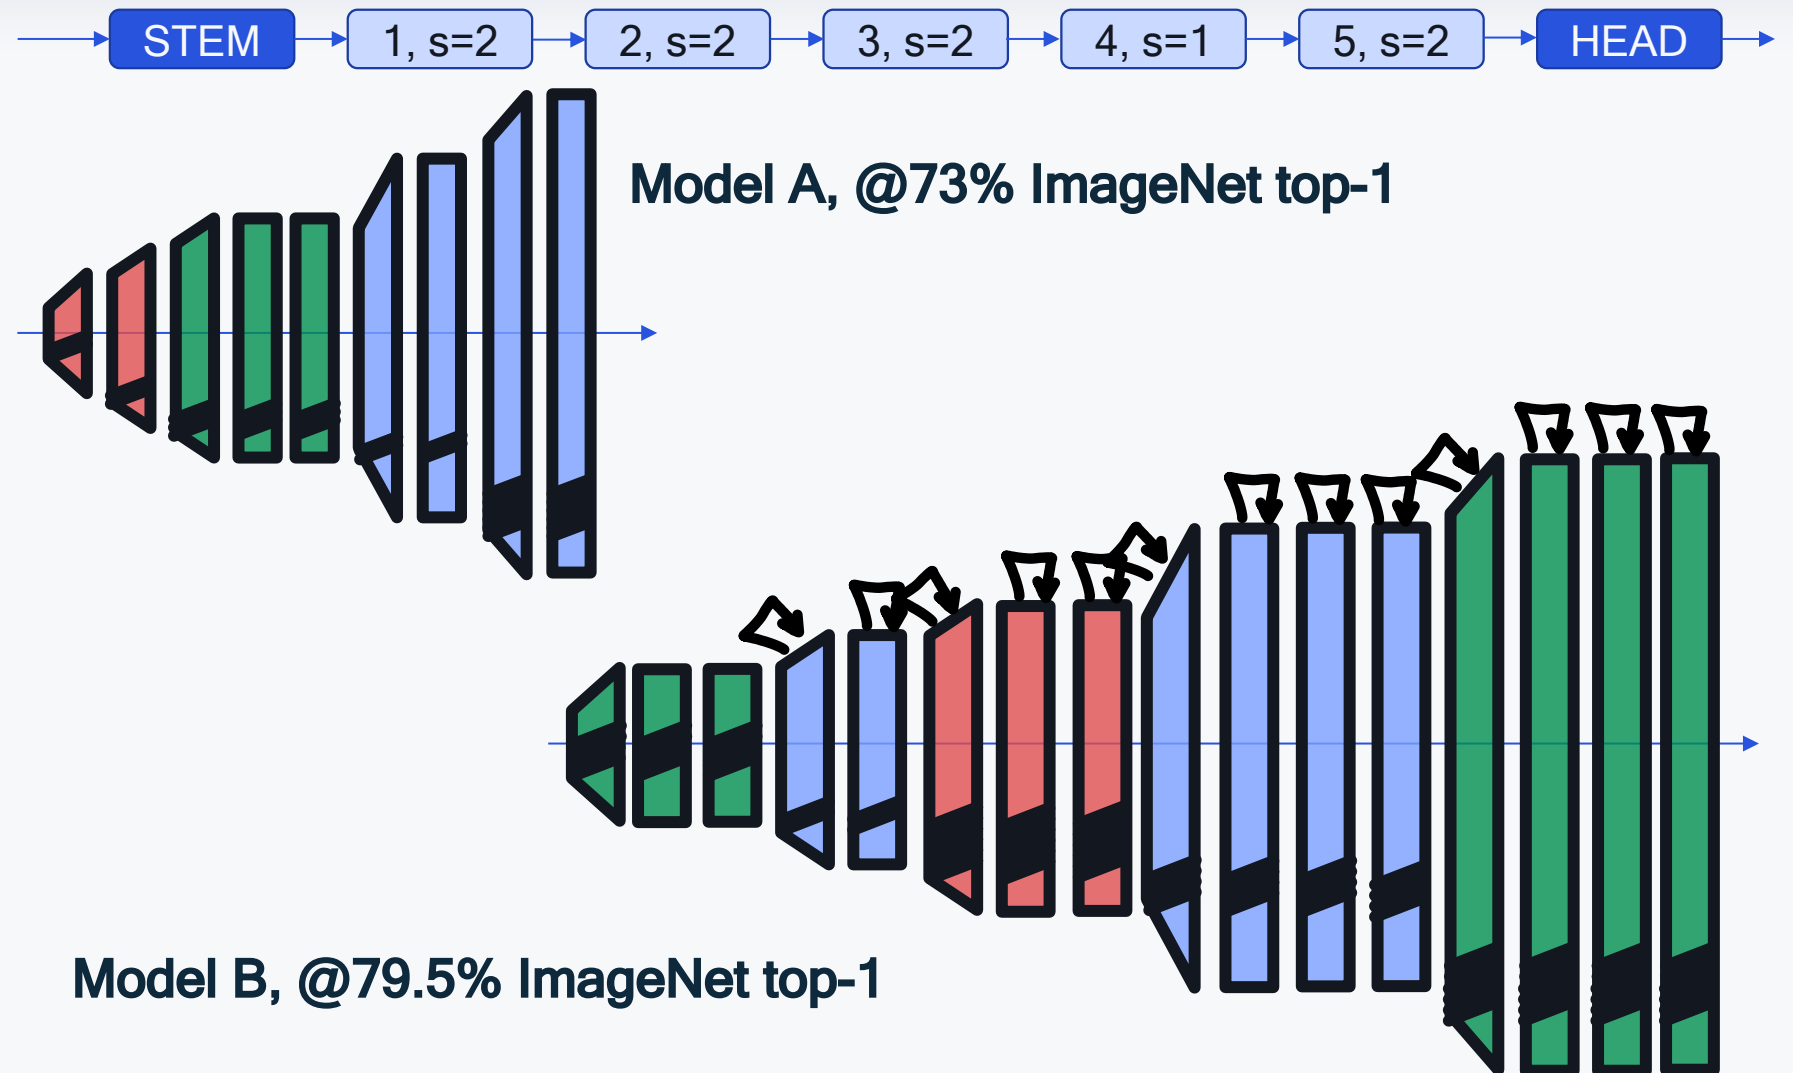 STEM
1, s=2
2, s=2
3, s=2
4, s=1
5, s=2
HEAD
Model A, @73% ImageNet top-1
Model B, @79.5% ImageNet top-1